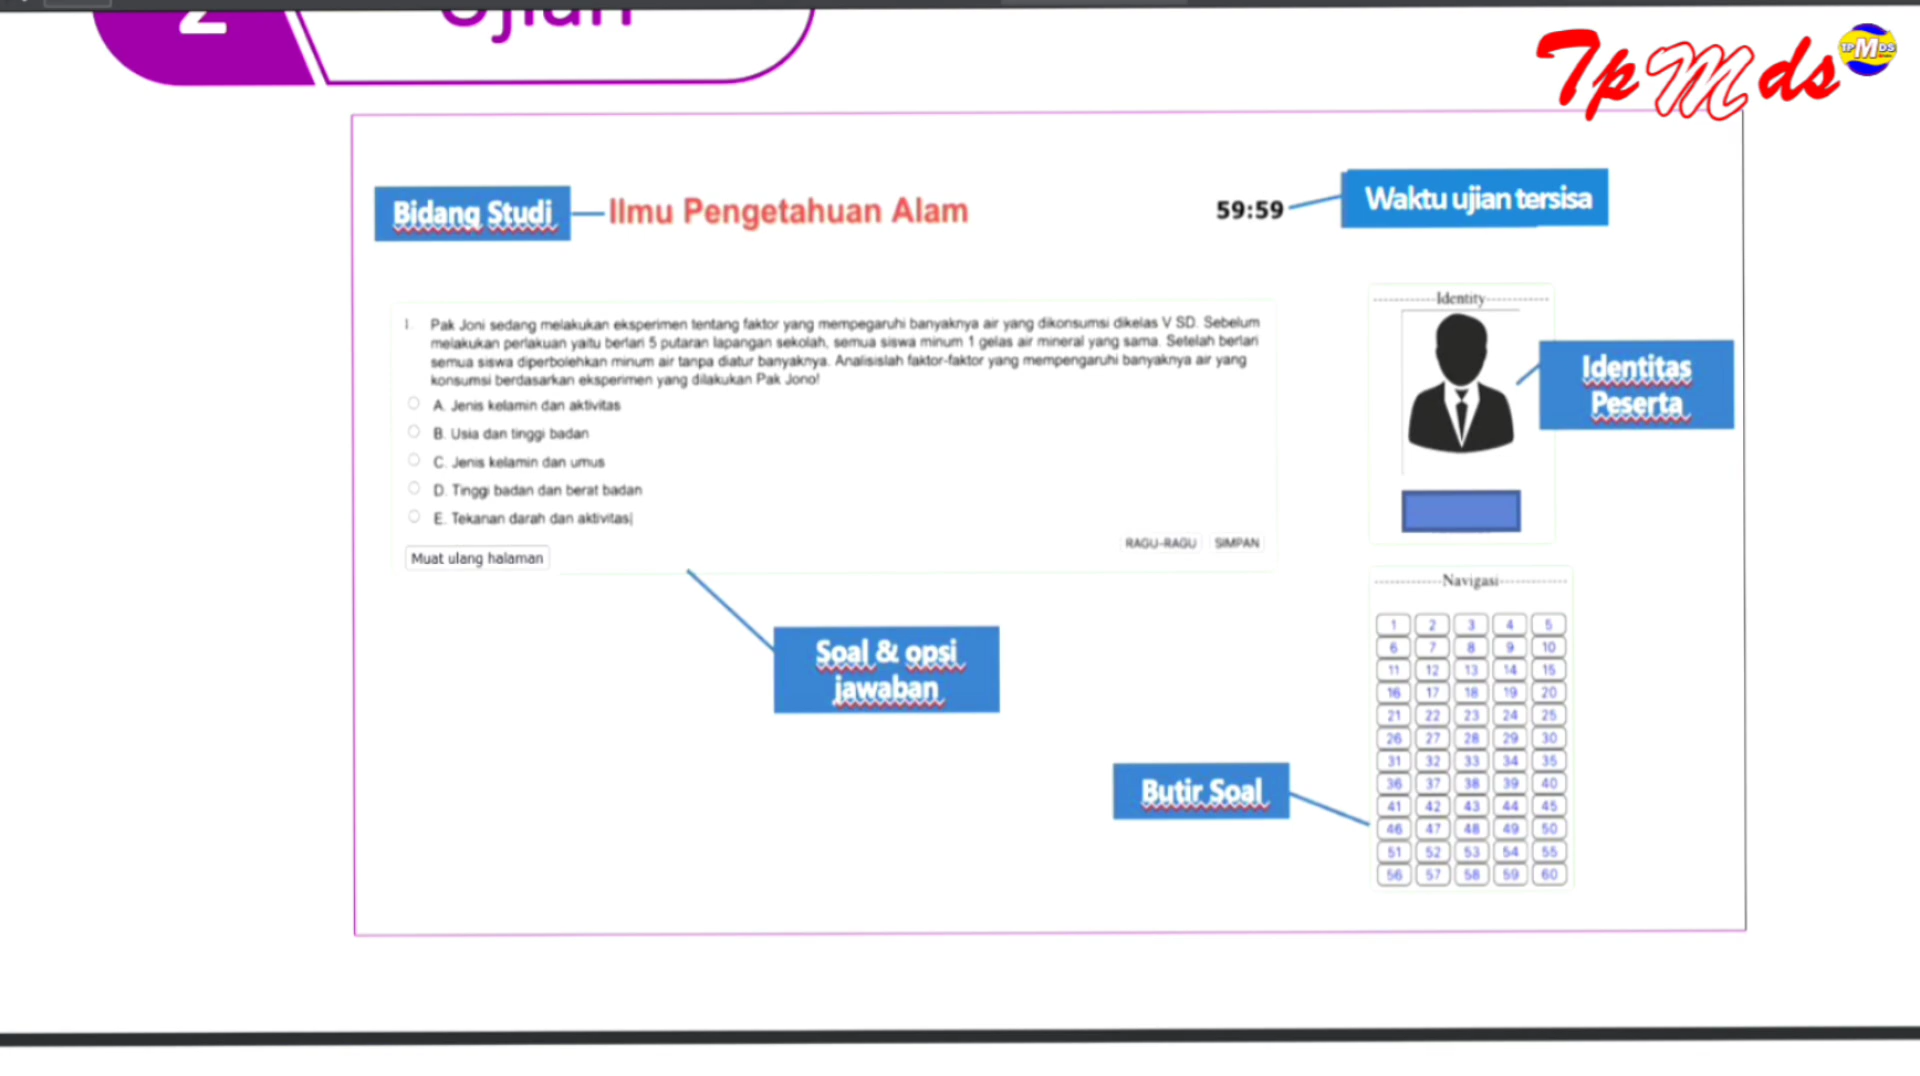 2
Ujian
TpMds
TPMDS
Bidang Studi
Ilmu Pengetahuan Alam
59:59
Waktu ujian tersisa
1. Pak Joni sedang melakukan eksperimen tentang faktor yang mempegaruhi banyaknya air yang dikonsumsi dikelas V SD. Sebelum
melakukan perlakuan yaitu berlari 5 putaran lapangan sekolah, semua siswa minum 1 gelas air mineral yang sama. Setelah berlari
semua siswa diperbolehkan minum air tanpa diatur banyaknya. Analisislah faktor-faktor yang mempengaruhi banyaknya air yang
konsumsi berdasarkan eksperimen yang dilakukan Pak Jono!
A. Jenis kelamin dan aktivitas
B. Usia dan tinggi badan
C. Jenis kelamin dan umus
D. Tinggi badan dan berat badan
E. Tekanan darah dan aktivitas
RAGU-RAGU SIMPAN
Muat ulang halaman
Soal & opsi
jawaban
Identity
Identitas
Peserta
Navigasi
1 2 3 4 5
6 7 8 9 10
11 12 13 14 15
16 17 18 19 20
21 22 23 24 25
26 27 28 29 30
31 32 33 34 35
36 37 38 39 40
41 42 43 44 45
46 47 48 49 50
51 52 53 54 55
56 57 58 59 60
Butir Soal